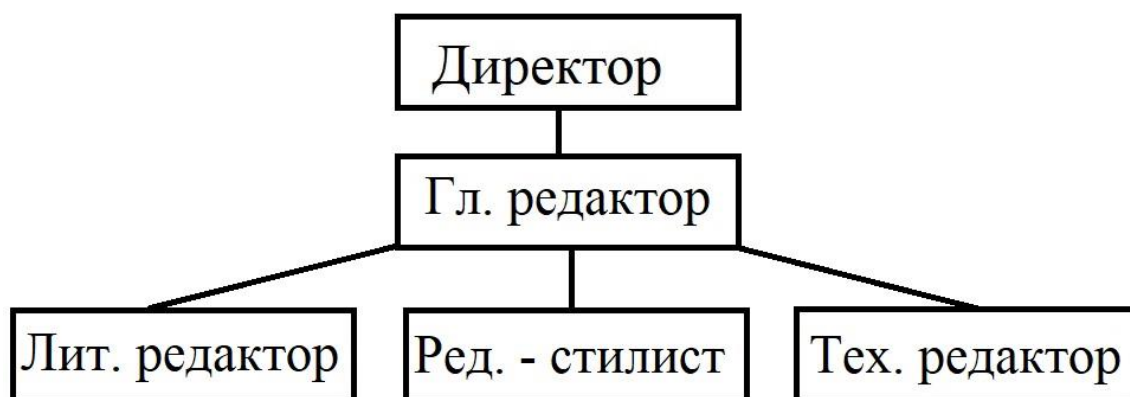 Директор
Гл. редактор
Лит. редактор
Ред. - стилист
Тех. редактор